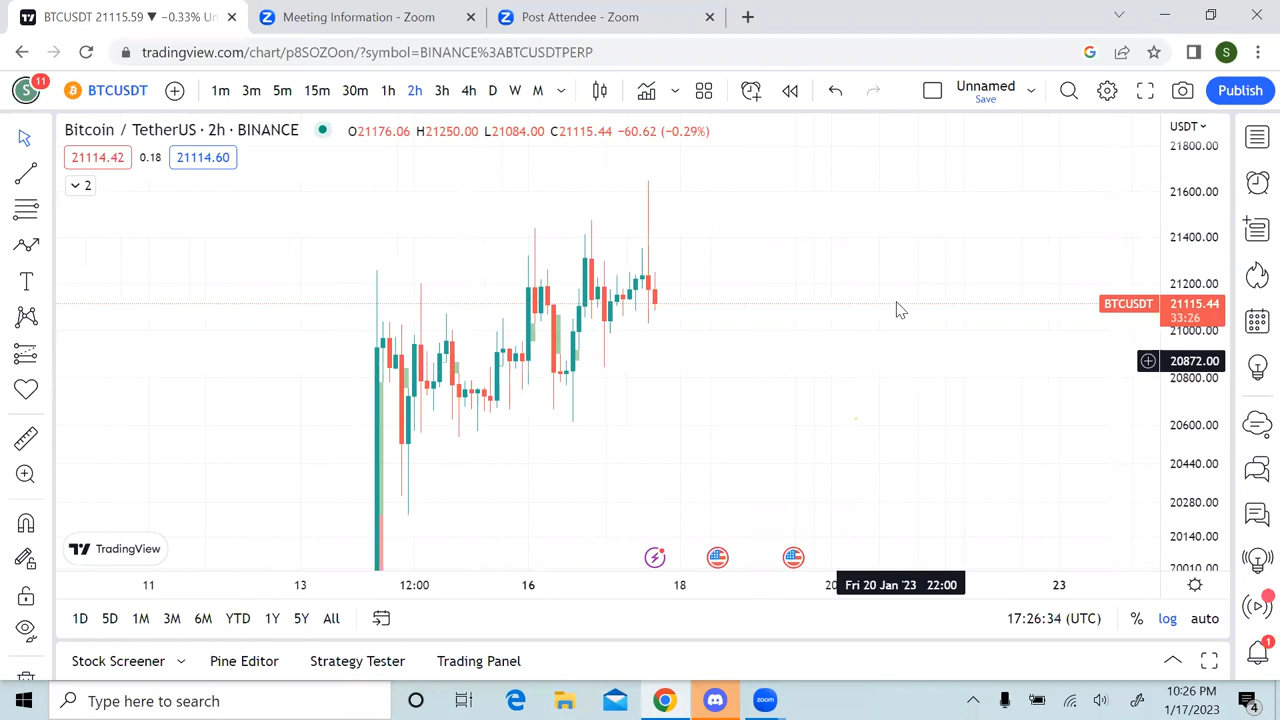 BTCUSDT 21115.59 ▼ −0.33% Un
Meeting Information - Zoom
Post Attendee - Zoom
tradingview.com/chart/p8SOZOon/?symbol=BINANCE%3ABTCUSDTPERP
S
S
11
BTCUSDT
1m 3m 5m 15m 30m 1h 2h 3h 4h D W M
Unnamed
Save
Publish
Bitcoin / TetherUS · 2h · BINANCE
O21176.06 H21250.00 L21084.00 C21115.44 −60.62 (−0.29%)
21114.42 0.18 21114.60
2
USDT
21800.00
21600.00
21400.00
21200.00
BTCUSDT 21115.44
33:26
21000.00
20872.00
20800.00
20600.00
20440.00
20280.00
20140.00
20010.00
TradingView
11 13 12:00 16 18 20 Fri 20 Jan '23 22:00 23
1D 5D 1M 3M 6M YTD 1Y 5Y All
17:26:34 (UTC) % log auto
1
Stock Screener Pine Editor Strategy Tester Trading Panel
Type here to search
zoom
10:26 PM
1/17/2023
4